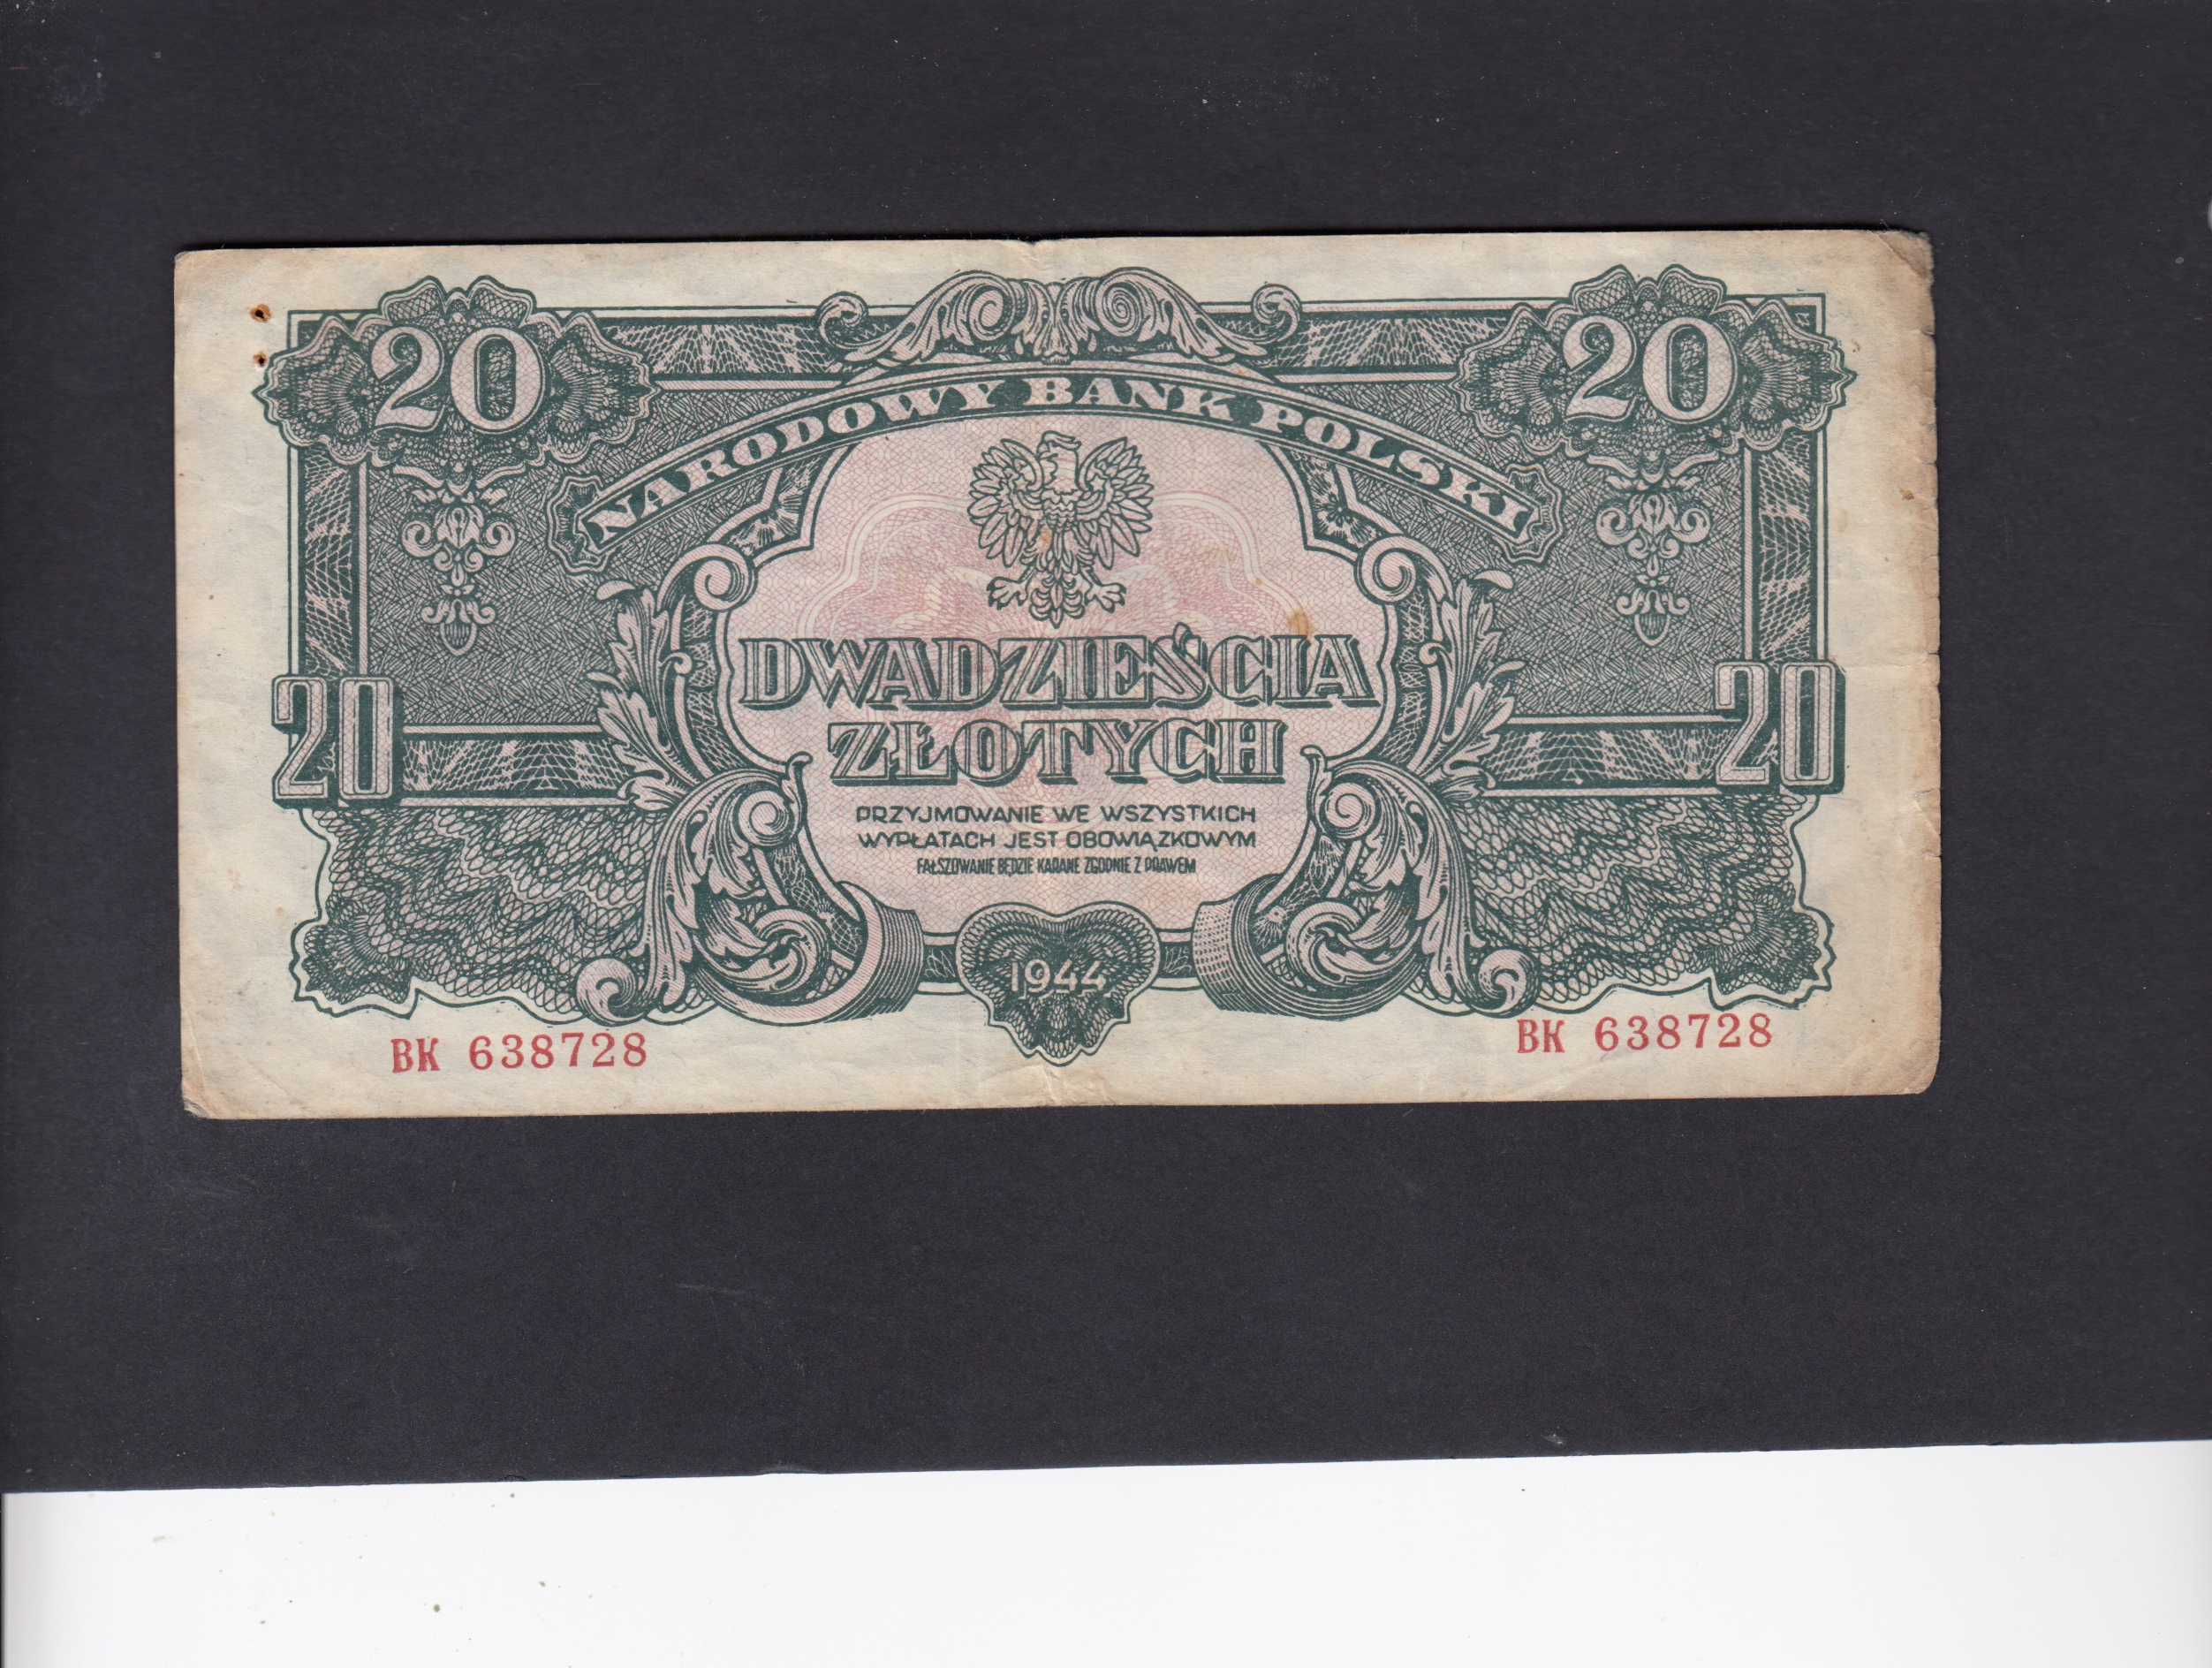 20 20
NARODOWY BANK POLSKI
DWADZIEŚCIA
ZŁOTYCH
20 20
PRZYJMOWANIE WE WSZYSTKICH
WYPŁATACH JEST OBOWIĄZKOWYM
FAŁSZOWANIE BĘDZIE KARANE ZGODNIE Z PRAWEM
1944
BK 638728 BK 638728